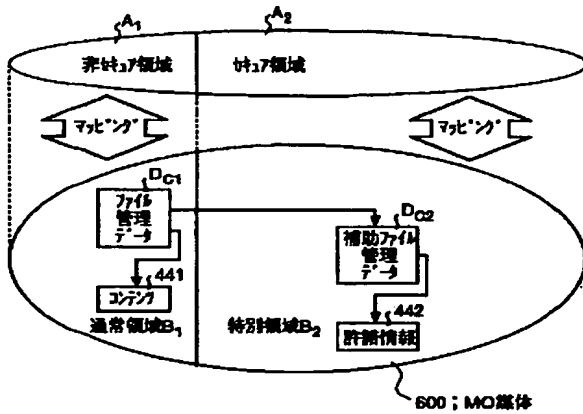 A1
A2
非セキュア領域
セキュア領域
マッピング
マッピング
DC1
ファイル
管理
データ
DC2
補助ファイル
管理
データ
441
コンテンツ
442
許諾情報
通常領域B1
特別領域B2
600；MO媒体